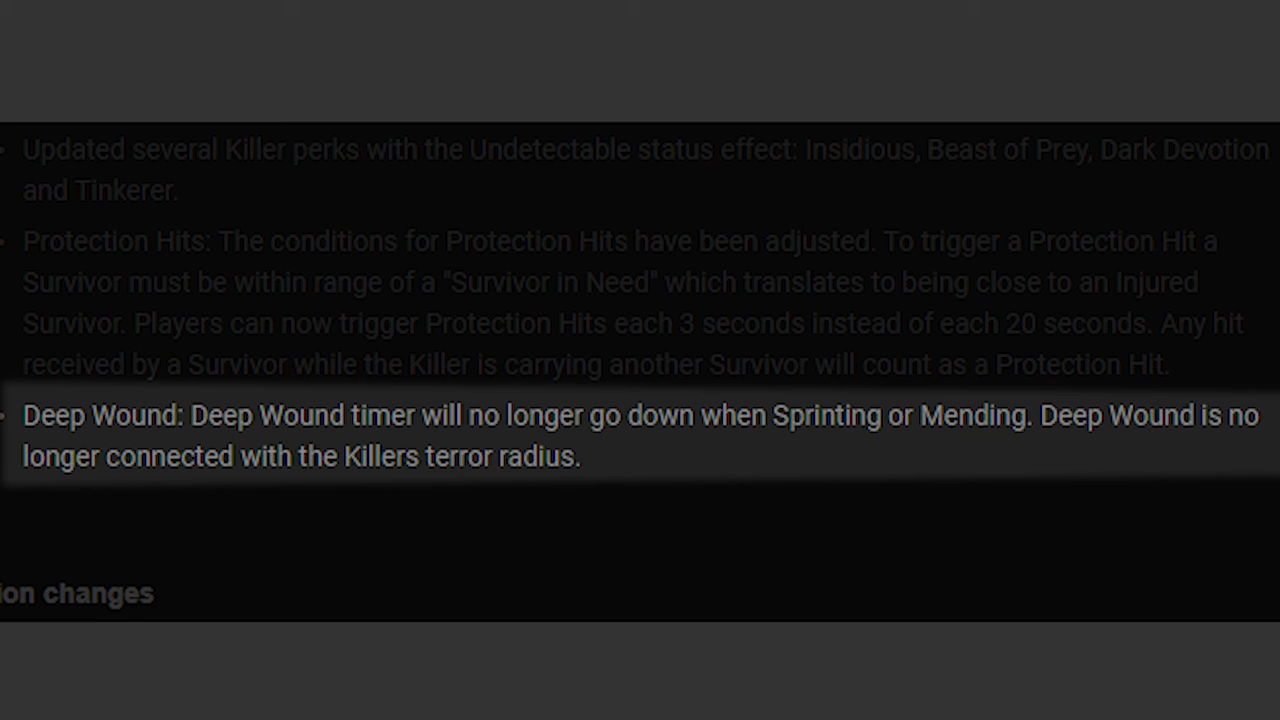 • Updated several Killer perks with the Undetectable status effect: Insidious, Beast of Prey, Dark Devotion
and Tinkerer.
• Protection Hits: The conditions for Protection Hits have been adjusted. To trigger a Protection Hit a
Survivor must be within range of a "Survivor in Need" which translates to being close to an Injured
Survivor. Players can now trigger Protection Hits each 3 seconds instead of each 20 seconds. Any hit
received by a Survivor while the Killer is carrying another Survivor will count as a Protection Hit.
• Deep Wound: Deep Wound timer will no longer go down when Sprinting or Mending. Deep Wound is no
longer connected with the Killers terror radius.
ion changes